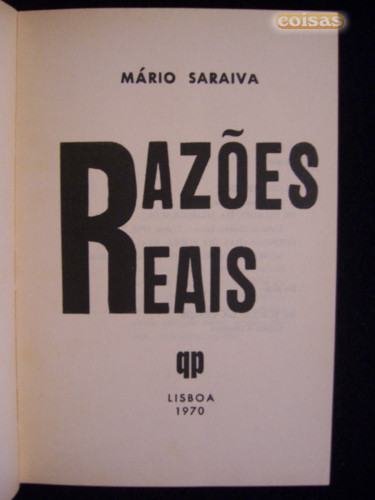 coisas
MÁRIO SARAIVA
RAZÕES
REAIS
qp
LISBOA
1970